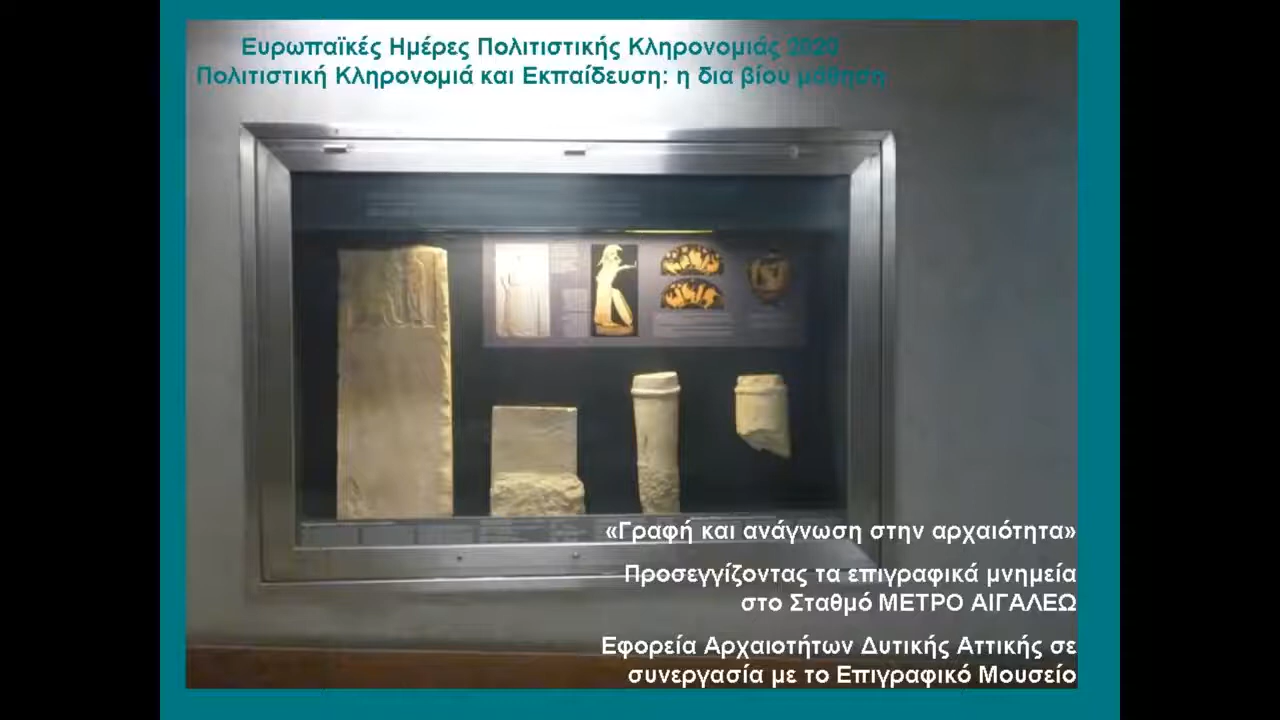 Ευρωπαϊκές Ημέρες Πολιτιστικής Κληρονομιάς 2020
Πολιτιστική Κληρονομιά και Εκπαίδευση: η δια βίου μάθηση
«Γραφή και ανάγνωση στην αρχαιότητα»
Προσεγγίζοντας τα επιγραφικά μνημεία
στο Σταθμό ΜΕΤΡΟ ΑΙΓΑΛΕΩ
Εφορεία Αρχαιοτήτων Δυτικής Αττικής σε
συνεργασία με το Επιγραφικό Μουσείο